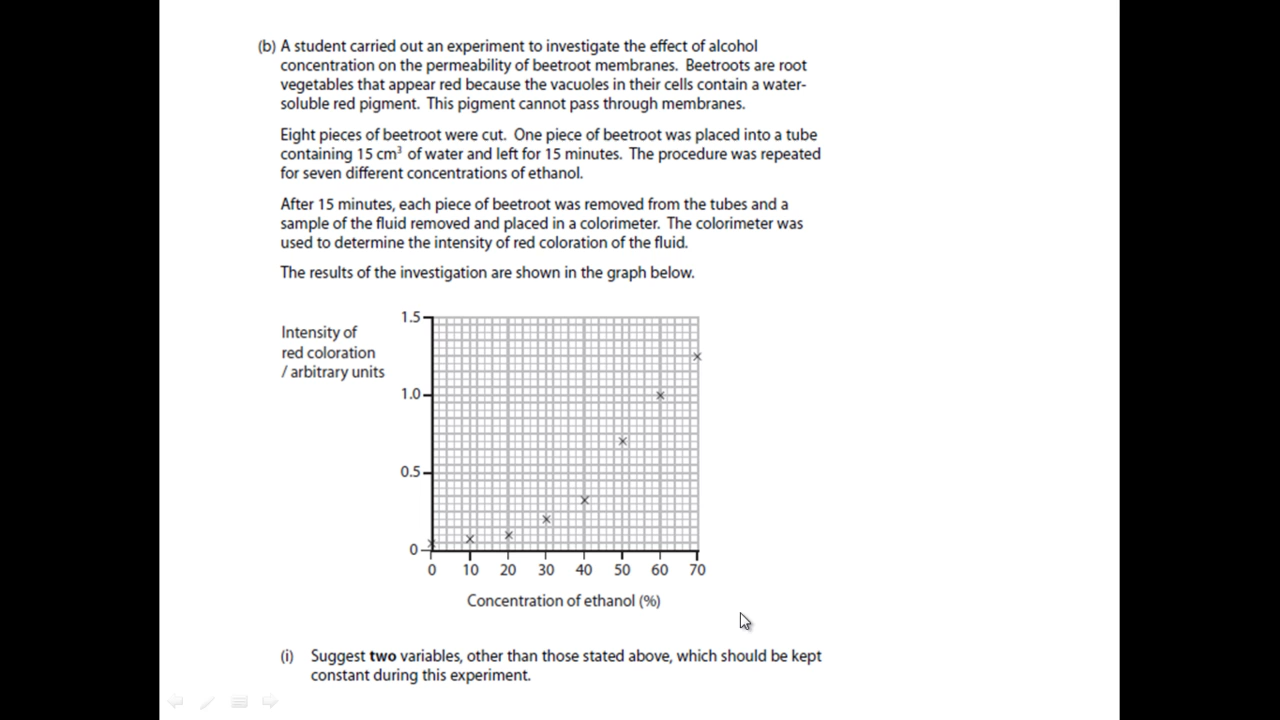 (b) A student carried out an experiment to investigate the effect of alcohol
concentration on the permeability of beetroot membranes. Beetroots are root
vegetables that appear red because the vacuoles in their cells contain a water-
soluble red pigment. This pigment cannot pass through membranes.
Eight pieces of beetroot were cut. One piece of beetroot was placed into a tube
containing 15 cm³ of water and left for 15 minutes. The procedure was repeated
for seven different concentrations of ethanol.
After 15 minutes, each piece of beetroot was removed from the tubes and a
sample of the fluid removed and placed in a colorimeter. The colorimeter was
used to determine the intensity of red coloration of the fluid.
The results of the investigation are shown in the graph below.
Intensity of
red coloration
/ arbitrary units
1.5
1.0
0.5
0
0 10 20 30 40 50 60 70
Concentration of ethanol (%)
(i) Suggest two variables, other than those stated above, which should be kept
constant during this experiment.